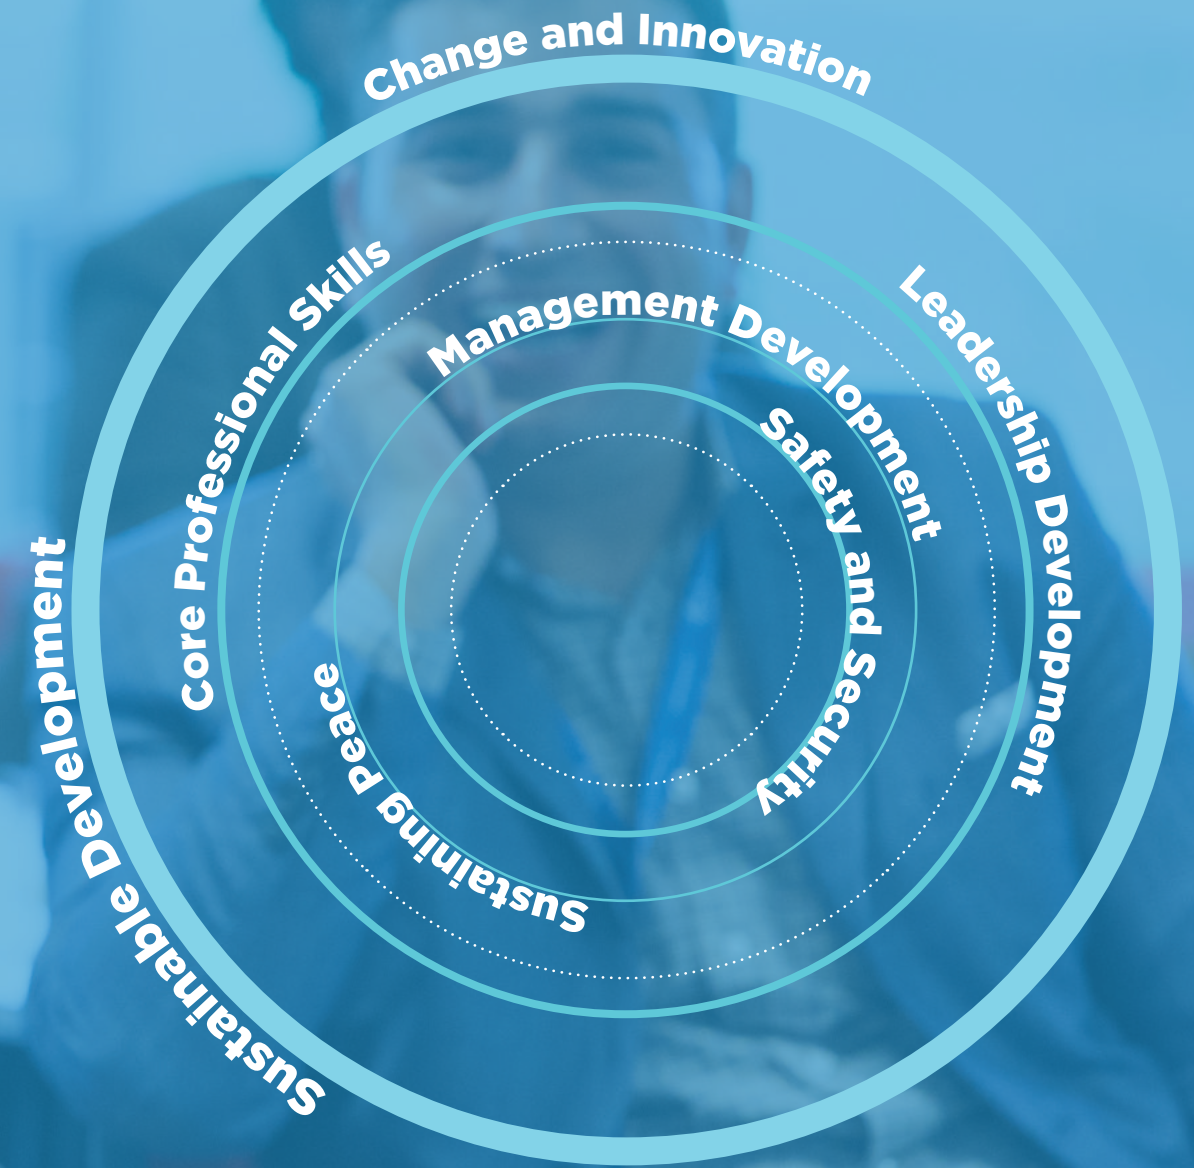 Change and Innovation
Core Professional Skills
Leadership Development
Management Development
Safety and Security
Sustaining Peace
Sustainable Development